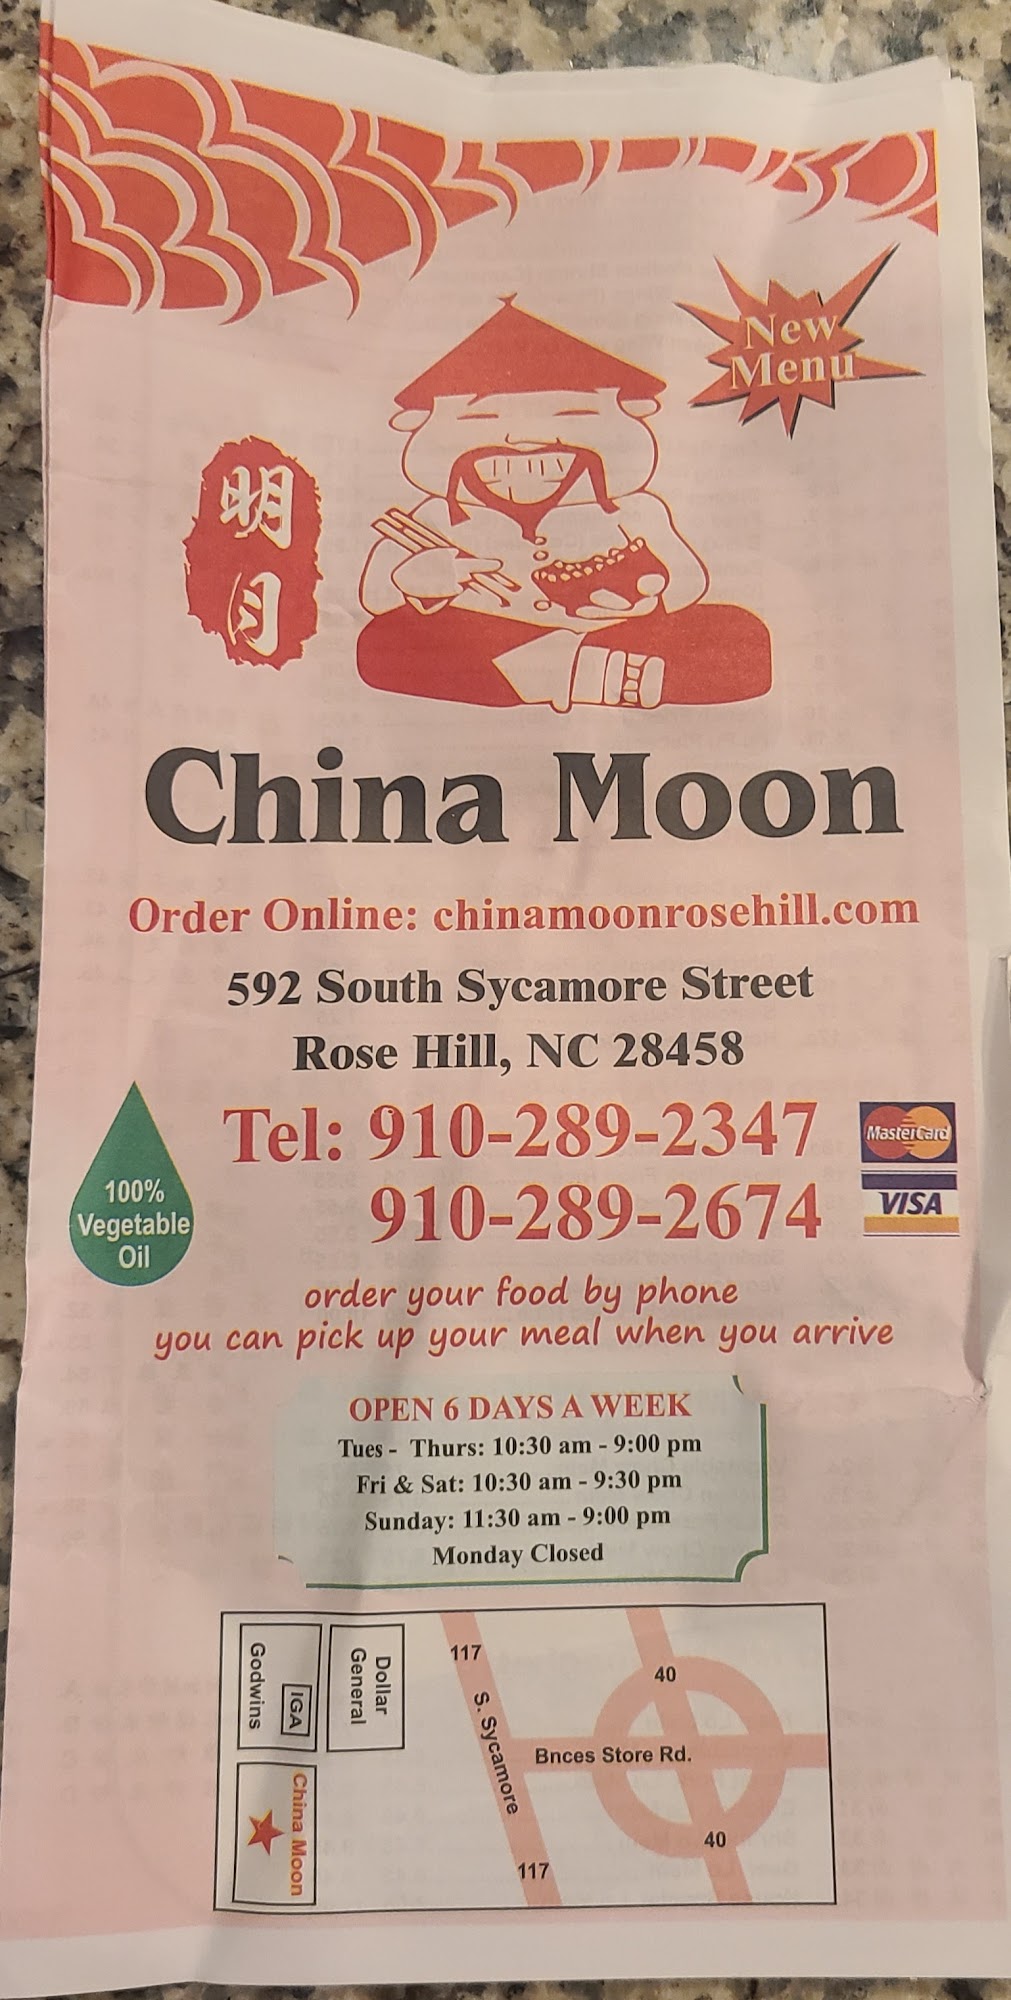 New
Menu
明
月
China Moon
Order Online: chinamoonrosehill.com
592 South Sycamore Street
Rose Hill, NC 28458
Tel: 910-289-2347
910-289-2674
MasterCard
VISA
100%
Vegetable
Oil
order your food by phone
you can pick up your meal when you arrive
OPEN 6 DAYS A WEEK
Tues - Thurs: 10:30 am - 9:00 pm
Fri & Sat: 10:30 am - 9:30 pm
Sunday: 11:30 am - 9:00 pm
Monday Closed
Godwins
IGA
Dollar
General
China Moon
117
S. Sycamore
117
40
Bnces Store Rd.
40